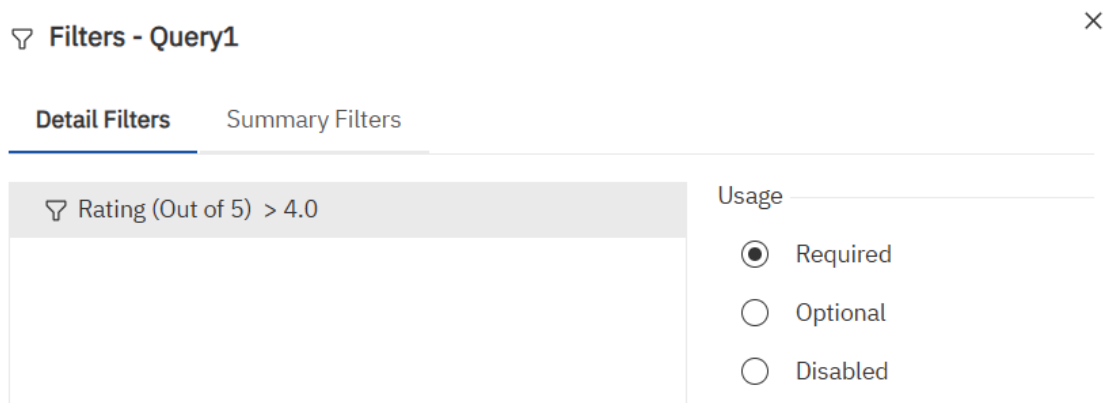 Filters - Query1
Detail Filters Summary Filters
Rating (Out of 5) > 4.0
Usage
Required
Optional
Disabled